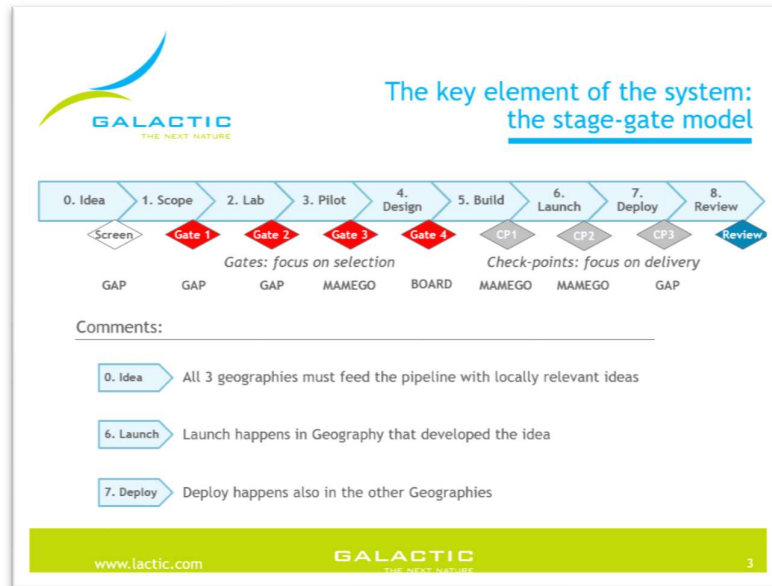 GALACTIC
THE NEXT NATURE
The key element of the system:
the stage-gate model
0. Idea
1. Scope
2. Lab
3. Pilot
4. Design
5. Build
6. Launch
7. Deploy
8. Review
Screen
Gate 1
Gate 2
Gate 3
Gate 4
CP1
CP2
CP3
Review
Gates: focus on selection
Check-points: focus on delivery
GAP GAP GAP MAMEGO BOARD MAMEGO MAMEGO GAP
Comments:
0. Idea All 3 geographies must feed the pipeline with locally relevant ideas
6. Launch Launch happens in Geography that developed the idea
7. Deploy Deploy happens also in the other Geographies
www.lactic.com
GALACTIC
THE NEXT NATURE
3